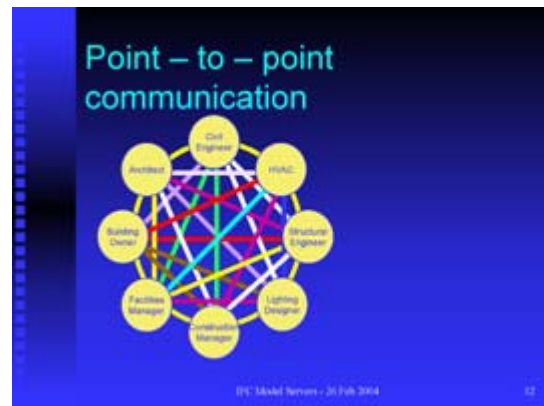 Point – to – point
communication
Civil
Engineer
Architect
HVAC
Building
Owner
Structural
Engineer
Facilities
Manager
Lighting
Designer
Construction
Manager
IFC Model Servers - 26 Feb 2004
12